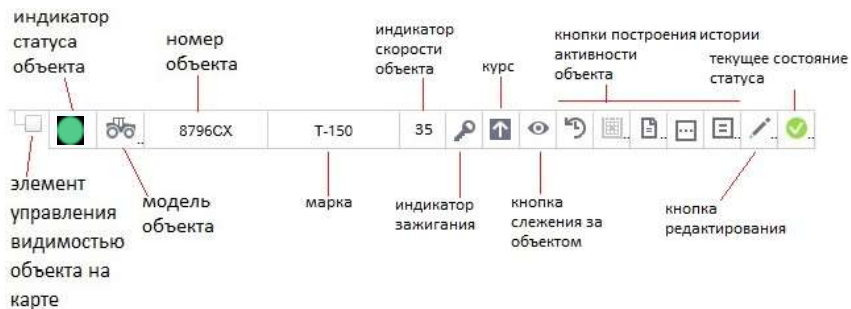 индикатор
статуса
объекта
номер
объекта
индикатор
скорости
объекта
курс
кнопки построения истории
активности
объекта
текущее состояние
статуса
8796СХ
Т-150
35
элемент
управления
видимостью
объекта на
карте
модель
объекта
марка
индикатор
зажигания
кнопка
слежения за
объектом
кнопка
редактирования